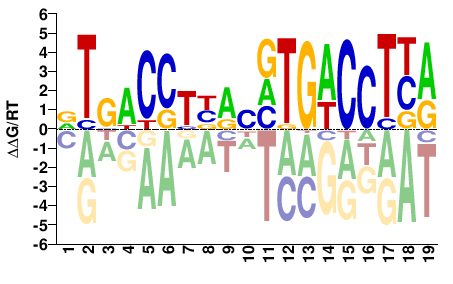 6
5
4
3
2
1
0
-1
-2
-3
-4
-5
-6
ΔΔG/RT
G T G A C C T T A C G T G A C C T T A
A C T T G G C C A T G C C G
C G C
C A A C A A A A T A T A A G A T A A C
G G G C C G G G T
1 2 3 4 5 6 7 8 9 10 11 12 13 14 15 16 17 18 19